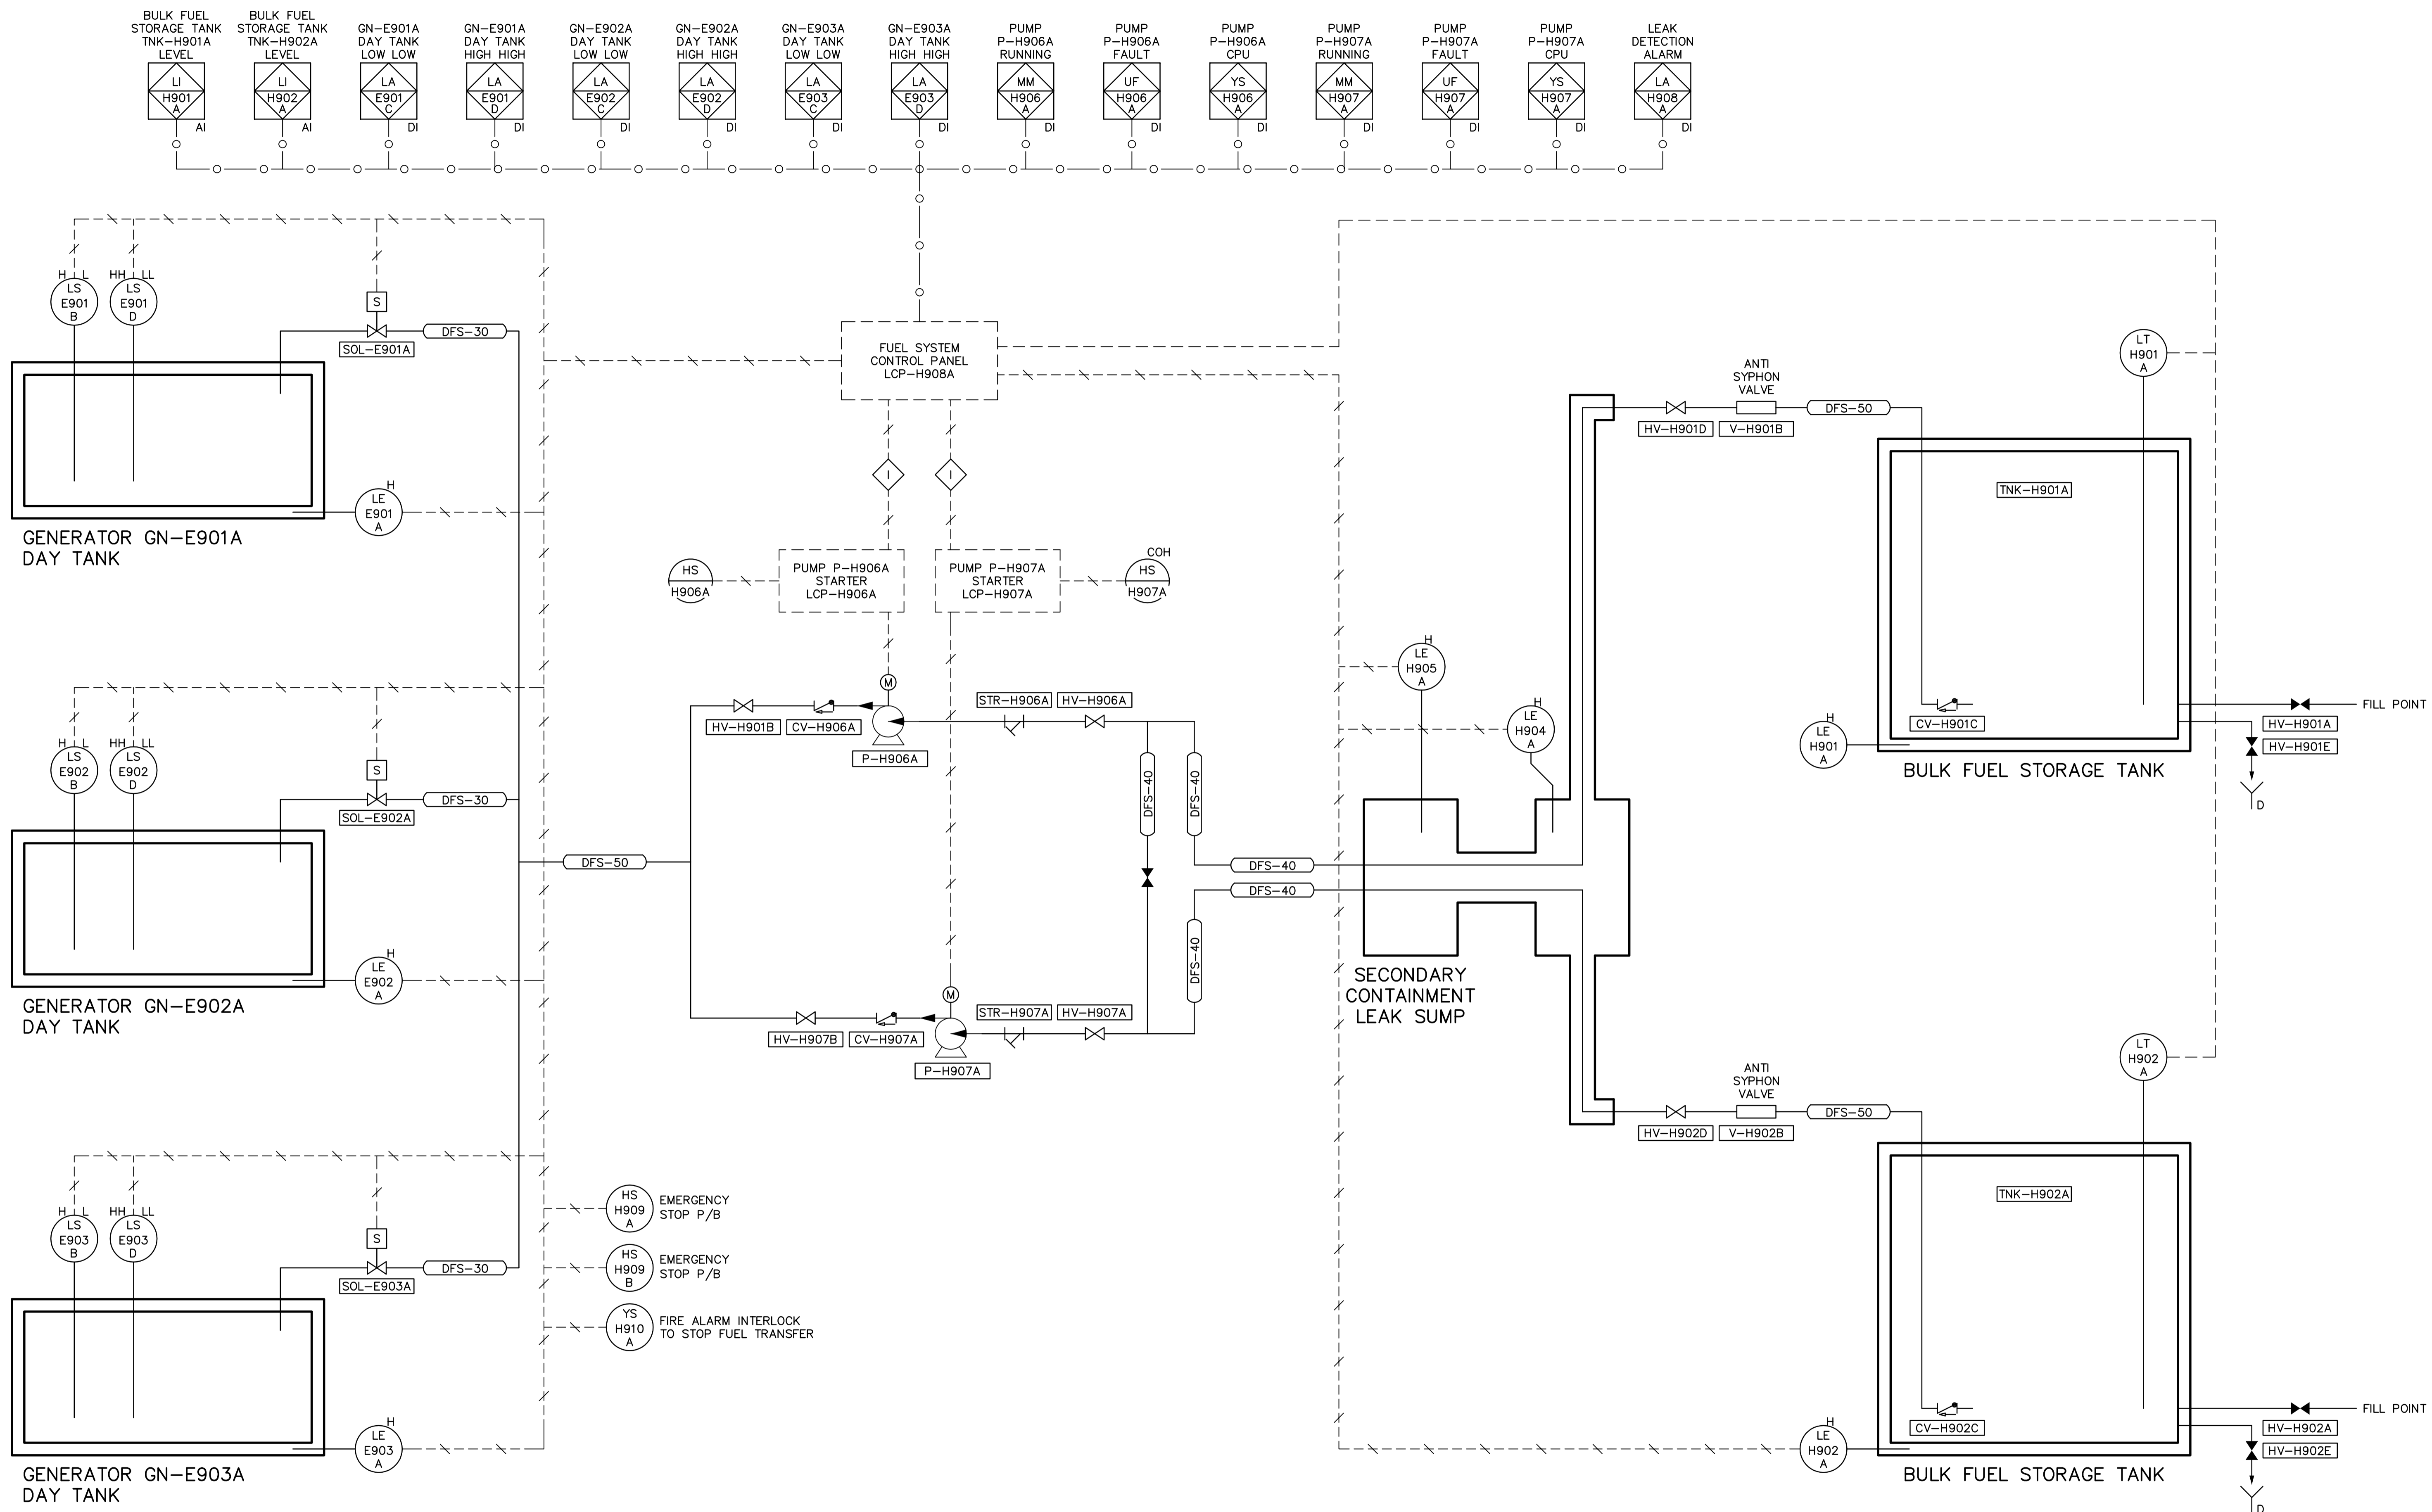 BULK FUEL
STORAGE TANK
TNK-H901A
LEVEL
LI
H901
A
AI
BULK FUEL
STORAGE TANK
TNK-H902A
LEVEL
LI
H902
A
AI
GN-E901A
DAY TANK
LOW LOW
LA
E901
C
DI
GN-E901A
DAY TANK
HIGH HIGH
LA
E901
D
DI
GN-E902A
DAY TANK
LOW LOW
LA
E902
C
DI
GN-E902A
DAY TANK
HIGH HIGH
LA
E902
D
DI
GN-E903A
DAY TANK
LOW LOW
LA
E903
C
DI
GN-E903A
DAY TANK
HIGH HIGH
LA
E903
D
DI
PUMP
P-H906A
RUNNING
MM
H906
A
DI
PUMP
P-H906A
FAULT
UF
H906
A
DI
PUMP
P-H906A
CPU
YS
H906
A
DI
PUMP
P-H907A
RUNNING
MM
H907
A
DI
PUMP
P-H907A
FAULT
UF
H907
A
DI
PUMP
P-H907A
CPU
YS
H907
A
DI
LEAK
DETECTION
ALARM
LA
H908
A
DI
H L
LS
E901
B
HH LL
LS
E901
D
S
SOL-E901A
DFS-30
H
LE
E901
A
GENERATOR GN-E901A
DAY TANK
H L
LS
E902
B
HH LL
LS
E902
D
S
SOL-E902A
DFS-30
H
LE
E902
A
GENERATOR GN-E902A
DAY TANK
H L
LS
E903
B
HH LL
LS
E903
D
S
SOL-E903A
DFS-30
H
LE
E903
A
GENERATOR GN-E903A
DAY TANK
FUEL SYSTEM
CONTROL PANEL
LCP-H908A
I
I
HS
H906A
PUMP P-H906A
STARTER
LCP-H906A
PUMP P-H907A
STARTER
LCP-H907A
COH
HS
H907A
M
HV-H901B
CV-H906A
P-H906A
STR-H906A
HV-H906A
DFS-50
DFS-40
DFS-40
DFS-40
DFS-40
DFS-40
M
HV-H907B
CV-H907A
P-H907A
STR-H907A
HV-H907A
HS
H909
A
EMERGENCY
STOP P/B
HS
H909
B
EMERGENCY
STOP P/B
YS
H910
A
FIRE ALARM INTERLOCK
TO STOP FUEL TRANSFER
H
LE
H905
A
H
LE
H904
A
SECONDARY
CONTAINMENT
LEAK SUMP
ANTI
SYPHON
VALVE
HV-H901D
V-H901B
DFS-50
LT
H901
A
TNK-H901A
CV-H901C
H
LE
H901
A
FILL POINT
HV-H901A
HV-H901E
D
BULK FUEL STORAGE TANK
ANTI
SYPHON
VALVE
HV-H902D
V-H902B
DFS-50
LT
H902
A
TNK-H902A
CV-H902C
H
LE
H902
A
FILL POINT
HV-H902A
HV-H902E
D
BULK FUEL STORAGE TANK